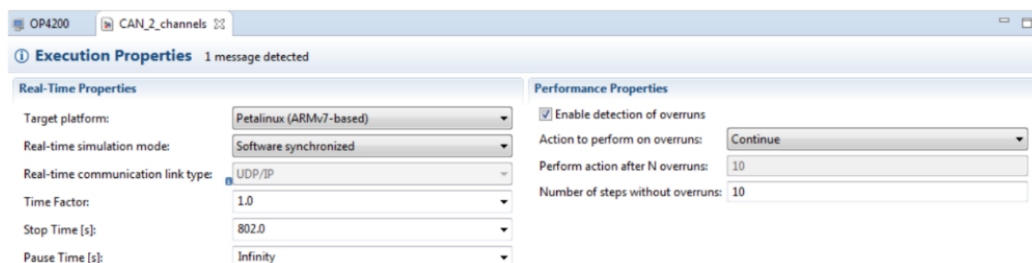 OP4200
CAN_2_channels
Execution Properties 1 message detected
Real-Time Properties
Target platform: Petalinux (ARMv7-based)
Real-time simulation mode: Software synchronized
Real-time communication link type: UDP/IP
Time Factor: 1.0
Stop Time [s]: 802.0
Pause Time [s]: Infinity
Performance Properties
Enable detection of overruns
Action to perform on overruns: Continue
Perform action after N overruns: 10
Number of steps without overruns: 10